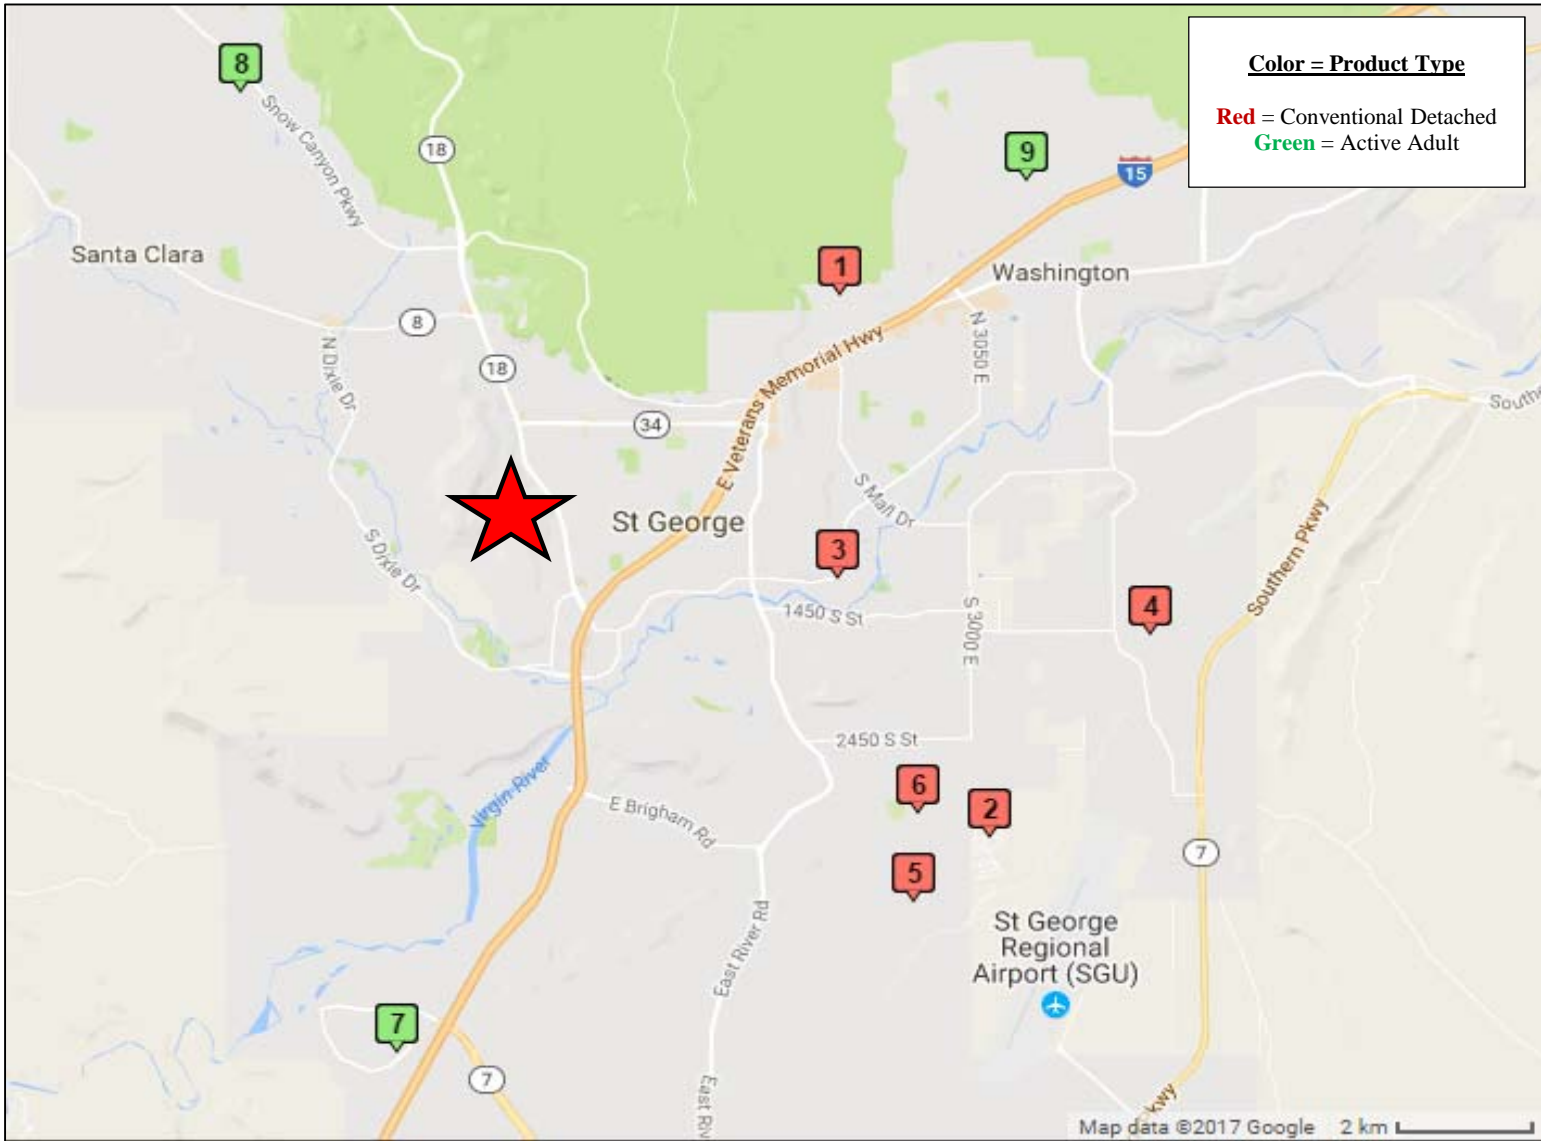 Color = Product Type
Red = Conventional Detached
Green = Active Adult
8
Snow Canyon Pkwy
18
9
15
Santa Clara
1
Washington
8
N Dixie Dr
18
N 3050 E
E Veterans Memorial Hwy
34
S Mall Dr
St George
3
S Dixie Dr
1450 S St
S 3000 E
4
Southern Pkwy
2450 S St
Virgin River
6
2
E Brigham Rd
5
7
St George
Regional
Airport (SGU)
East River Rd
7
7
Map data ©2017 Google 2 km